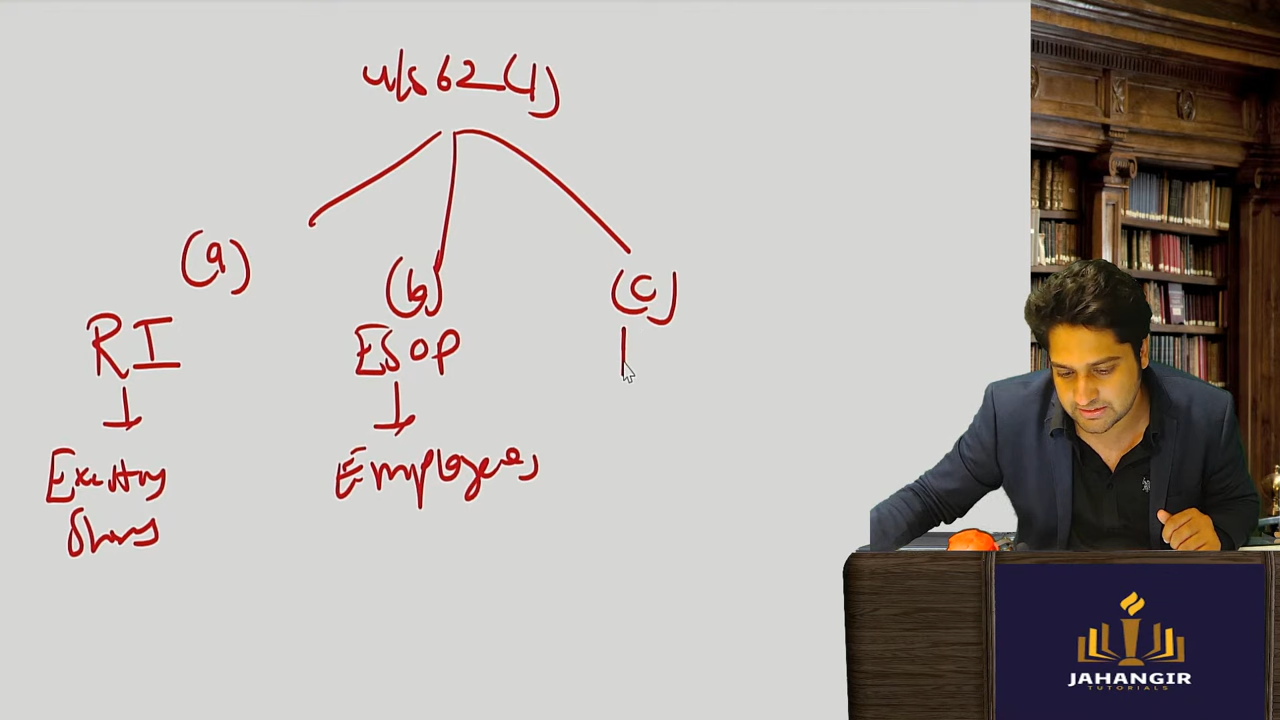 u/s 62(1)
(a)
(b)
(c)
RI
ESOP
Existing
Shares
Employees
JAHANGIR
TUTORIALS